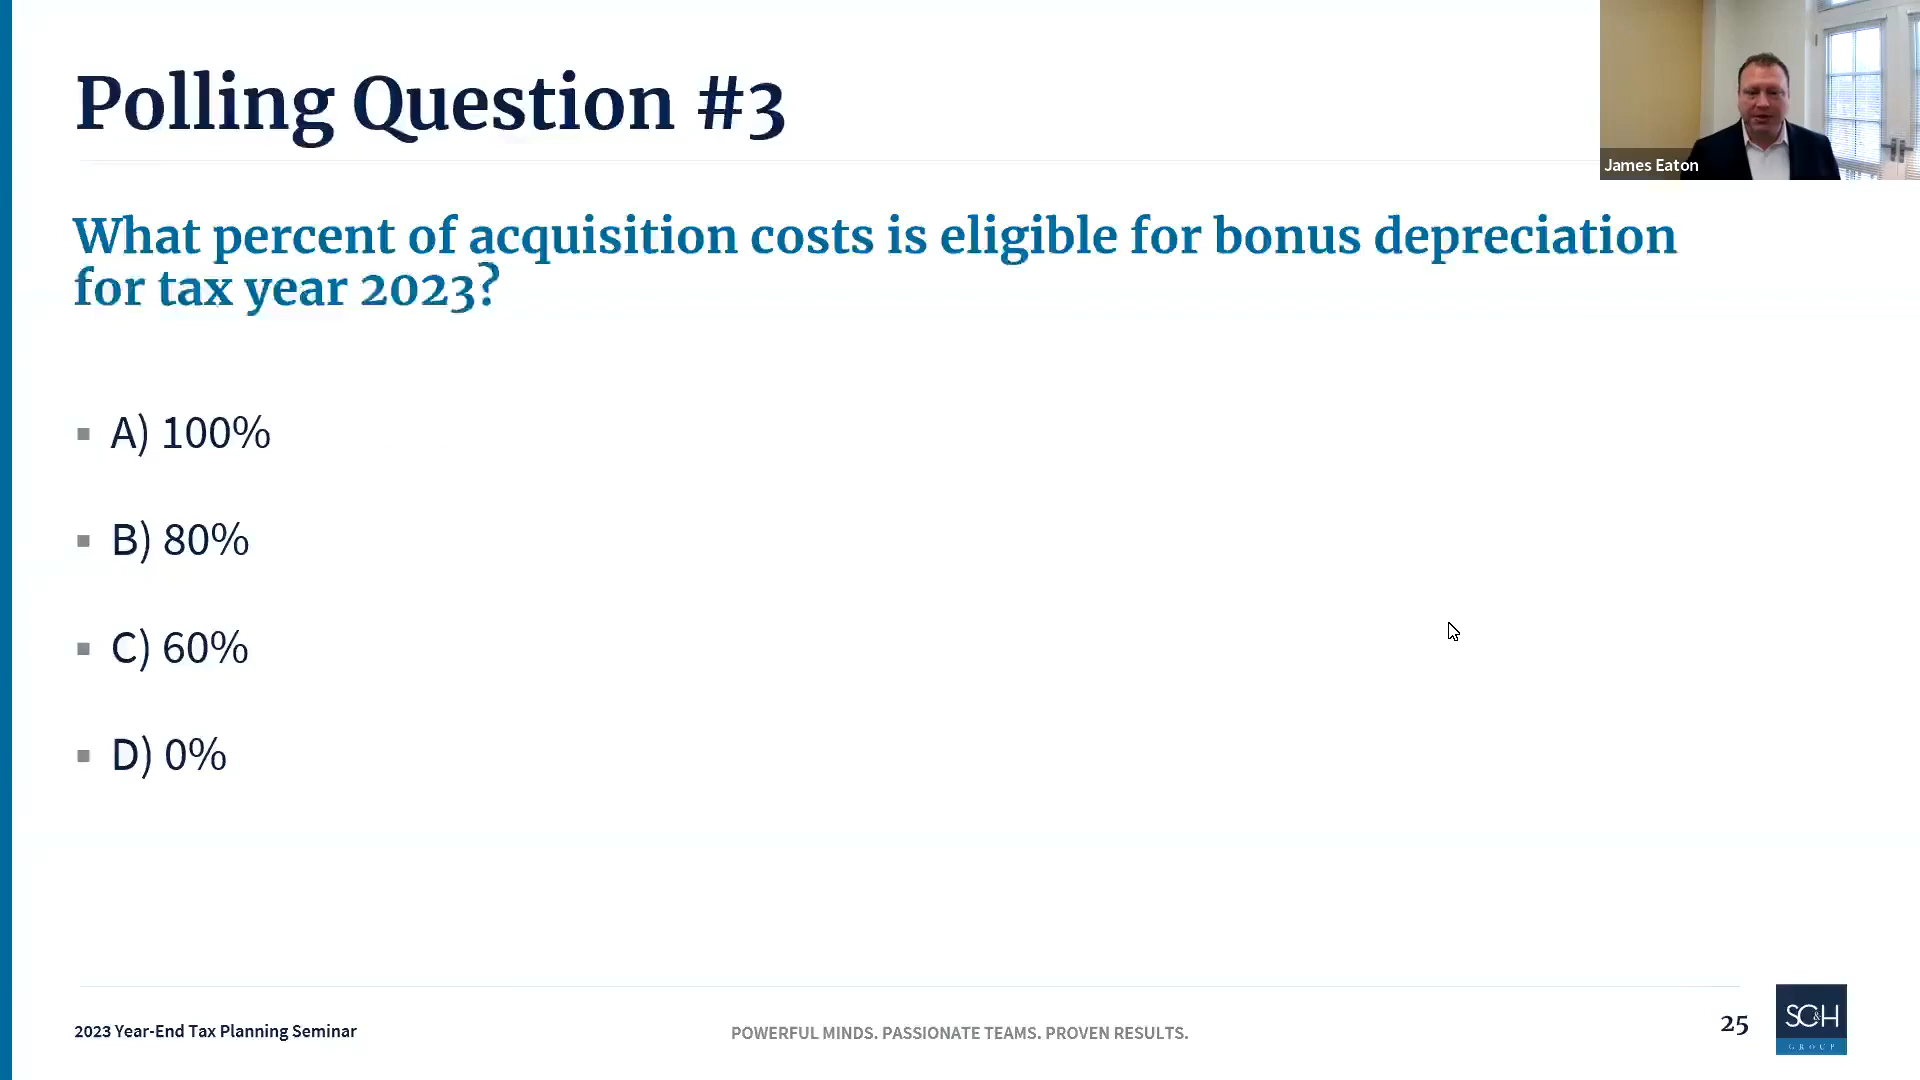 Polling Question #3
James Eaton
What percent of acquisition costs is eligible for bonus depreciation
for tax year 2023?
▪ A) 100%
▪ B) 80%
▪ C) 60%
▪ D) 0%
2023 Year-End Tax Planning Seminar
POWERFUL MINDS. PASSIONATE TEAMS. PROVEN RESULTS.
25
SC&H
GROUP